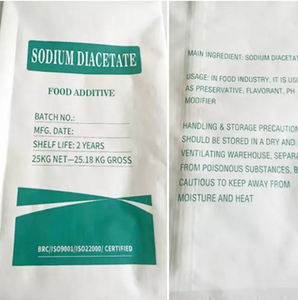 SODIUM DIACETATE
FOOD ADDITIVE
BATCH NO.:
MFG. DATE:
SHELF LIFE: 2 YEARS
25KG NET—25.18 KG GROSS
BRC/ISO9001/ISO22000/ CERTIFIED
MAIN INGREDIENT: SODIUM DIACETAT
USAGE: IN FOOD INDUSTRY, IT IS USE
AS PRESERVATIVE, FLAVORANT, PH
MODIFIER
HANDLING & STORAGE PRECAUTION
SHOULD BE STORED IN A DRY AND
VENTILATING WAREHOUSE, SEPARA
FROM POISONOUS SUBSTANCES, B
CAUTIOUS TO KEEP AWAY FROM
MOISTURE AND HEAT